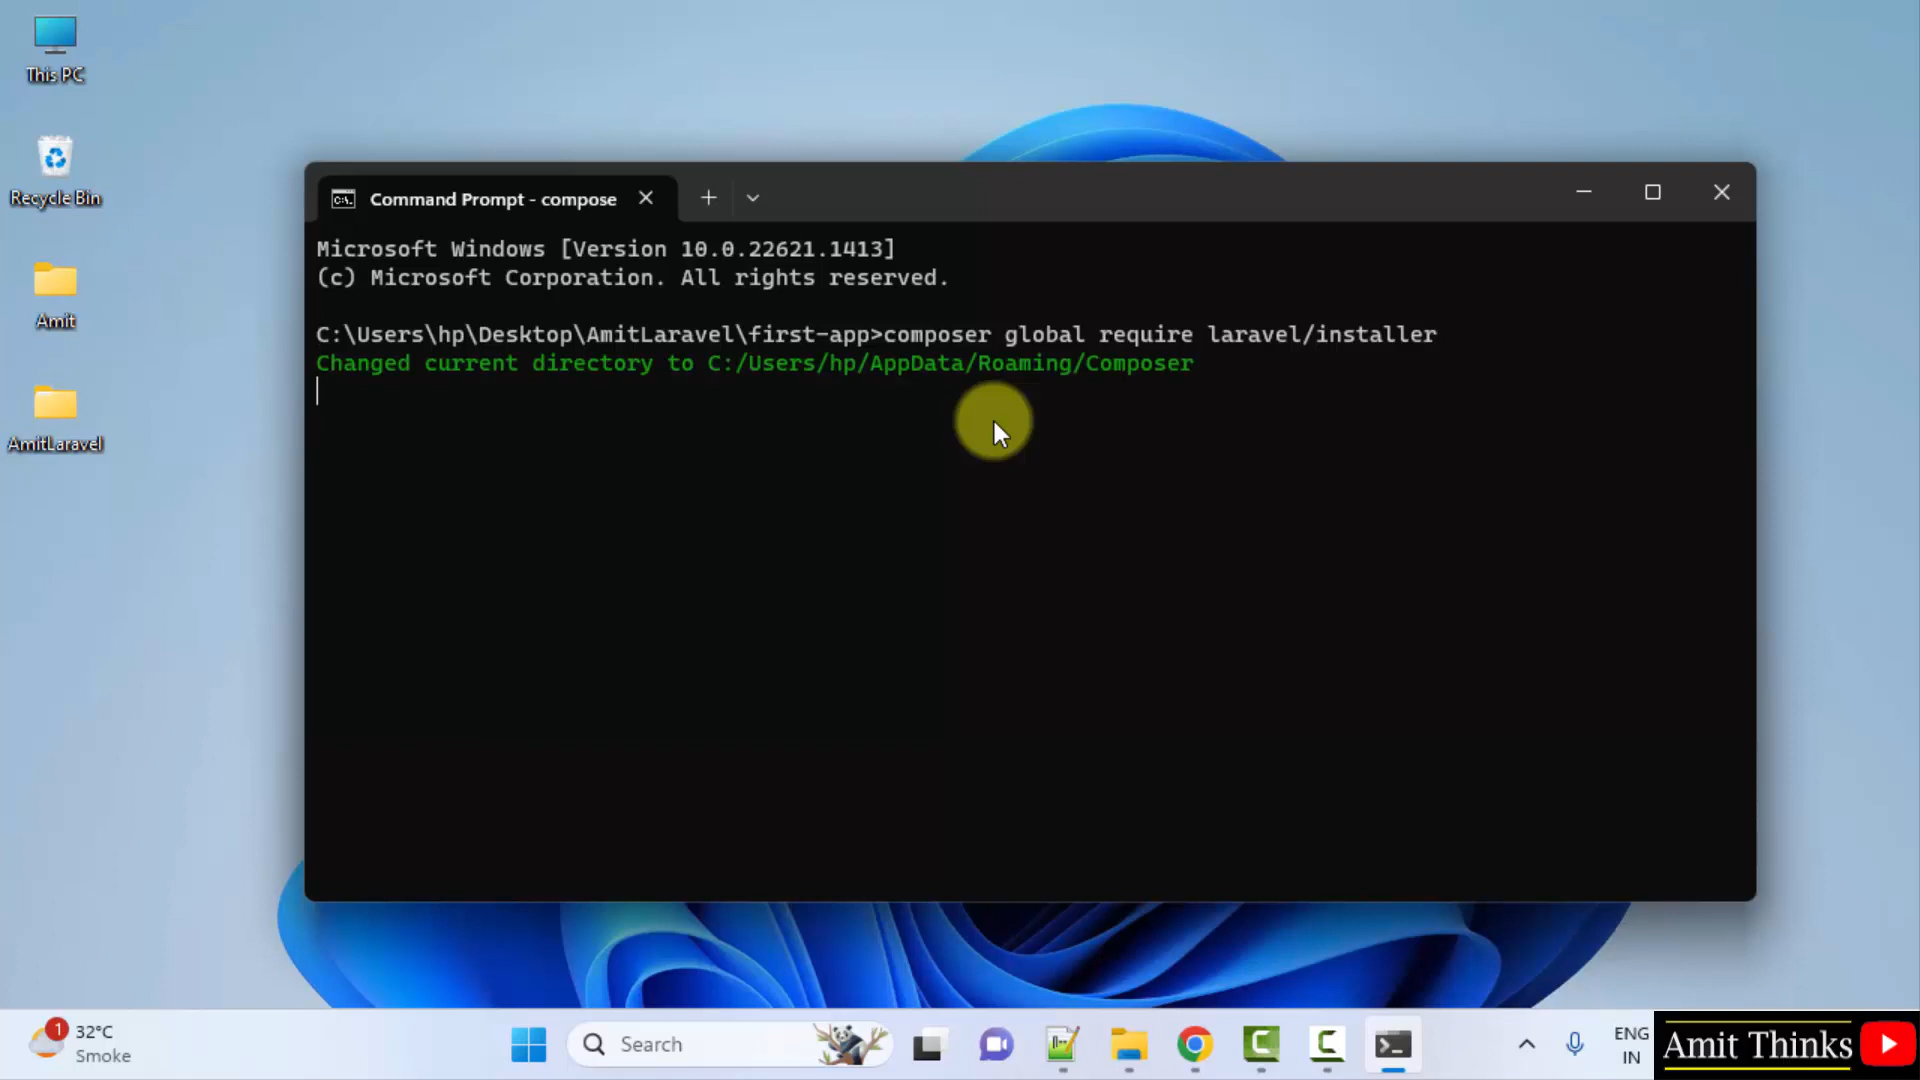 This PC
Recycle Bin
Amit
AmitLaravel
Command Prompt - compose
Microsoft Windows [Version 10.0.22621.1413]
(c) Microsoft Corporation. All rights reserved.
C:\Users\hp\Desktop\AmitLaravel\first-app>composer global require laravel/installer
Changed current directory to C:/Users/hp/AppData/Roaming/Composer
1
32°C
Smoke
Search
ENG
IN
Amit Thinks